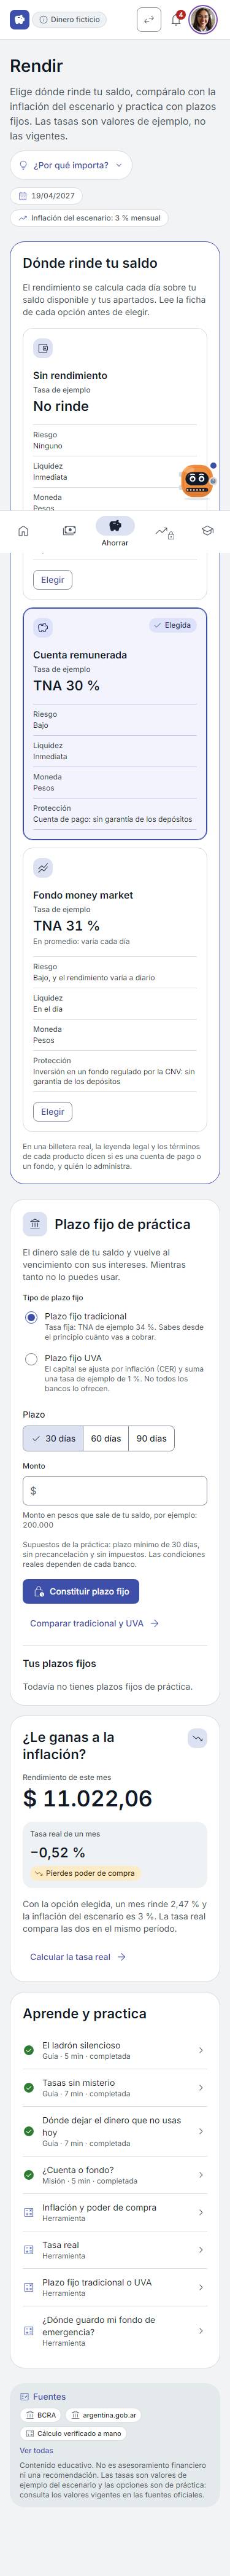 Dinero ficticio
4
Rendir
Elige dónde rinde tu saldo, compáralo con la
inflación del escenario y practica con plazos
fijos. Las tasas son valores de ejemplo, no
las vigentes.
¿Por qué importa?
19/04/2027
Inflación del escenario: 3 % mensual
Dónde rinde tu saldo
El rendimiento se calcula cada día sobre tu
saldo disponible y tus apartados. Lee la ficha
de cada opción antes de elegir.
Sin rendimiento
Tasa de ejemplo
No rinde
Riesgo
Ninguno
Liquidez
Inmediata
Moneda
Pesos
Ahorrar
Elegir
Elegida
Cuenta remunerada
Tasa de ejemplo
TNA 30 %
Riesgo
Bajo
Liquidez
Inmediata
Moneda
Pesos
Protección
Cuenta de pago: sin garantía de los depósitos
Fondo money market
Tasa de ejemplo
TNA 31 %
En promedio: varía cada día
Riesgo
Bajo, y el rendimiento varía a diario
Liquidez
En el día
Moneda
Pesos
Protección
Inversión en un fondo regulado por la CNV: sin
garantía de los depósitos
Elegir
En una billetera real, la leyenda legal y los términos
de cada producto dicen si es una cuenta de pago o
un fondo, y quién lo administra.
Plazo fijo de práctica
El dinero sale de tu saldo y vuelve al
vencimiento con sus intereses. Mientras
tanto no lo puedes usar.
Tipo de plazo fijo
Plazo fijo tradicional
Tasa fija: TNA de ejemplo 34 %. Sabes desde
el principio cuánto vas a cobrar.
Plazo fijo UVA
El capital se ajusta por inflación (CER) y suma
una tasa de ejemplo de 1 %. No todos los
bancos lo ofrecen.
Plazo
30 días
60 días
90 días
Monto
$
Monto en pesos que sale de tu saldo, por ejemplo:
200.000
Supuestos de la práctica: plazo mínimo de 30 días,
sin precancelación y sin impuestos. Las condiciones
reales dependen de cada banco.
Constituir plazo fijo
Comparar tradicional y UVA
Tus plazos fijos
Todavía no tienes plazos fijos de práctica.
¿Le ganas a la
inflación?
Rendimiento de este mes
$ 11.022,06
Tasa real de un mes
−0,52 %
Pierdes poder de compra
Con la opción elegida, un mes rinde 2,47 % y
la inflación del escenario es 3 %. La tasa real
compara las dos en el mismo período.
Calcular la tasa real
Aprende y practica
El ladrón silencioso
Guía · 5 min · completada
Tasas sin misterio
Guía · 7 min · completada
Dónde dejar el dinero que no usas
hoy
Guía · 7 min · completada
¿Cuenta o fondo?
Misión · 5 min · completada
Inflación y poder de compra
Herramienta
Tasa real
Herramienta
Plazo fijo tradicional o UVA
Herramienta
¿Dónde guardo mi fondo de
emergencia?
Herramienta
Fuentes
BCRA
argentina.gob.ar
Cálculo verificado a mano
Ver todas
Contenido educativo. No es asesoramiento financiero
ni una recomendación. Las tasas son valores de
ejemplo del escenario y las opciones son de práctica:
consulta los valores vigentes en las fuentes oficiales.